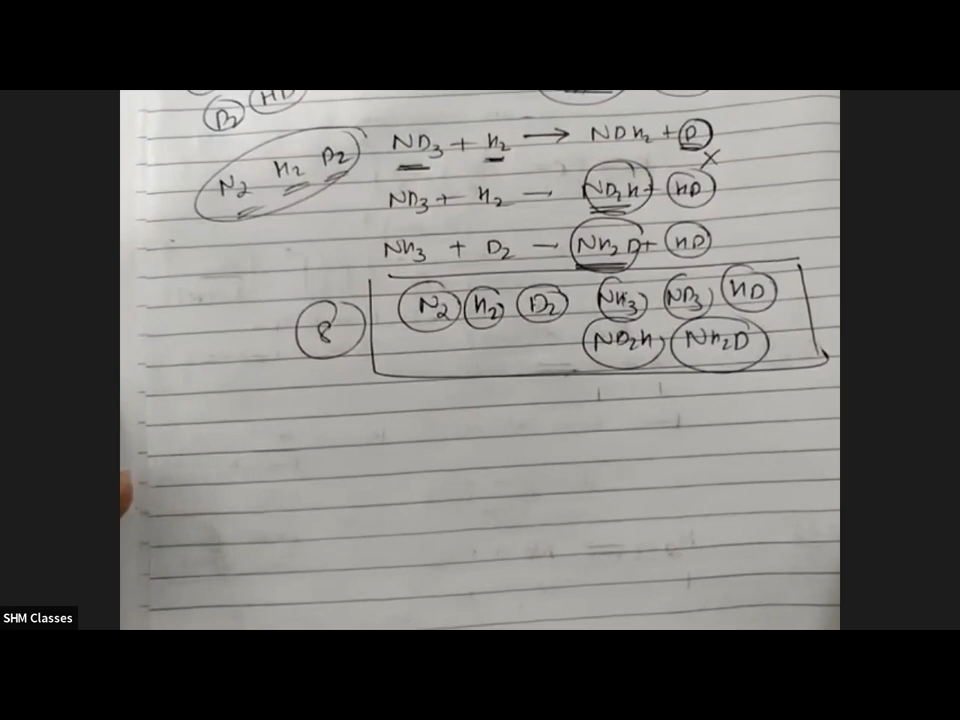 D₂ HD
N₂ H₂ D₂ ND₃ + H₂ → NDH₂ + D
x
ND₃ + H₂ → ND₂H + HD
NH₃ + D₂ → NH₂D + HD
8 N₂ H₂ D₂ NH₃, ND₃, HD
ND₂H, NH₂D
SHM Classes